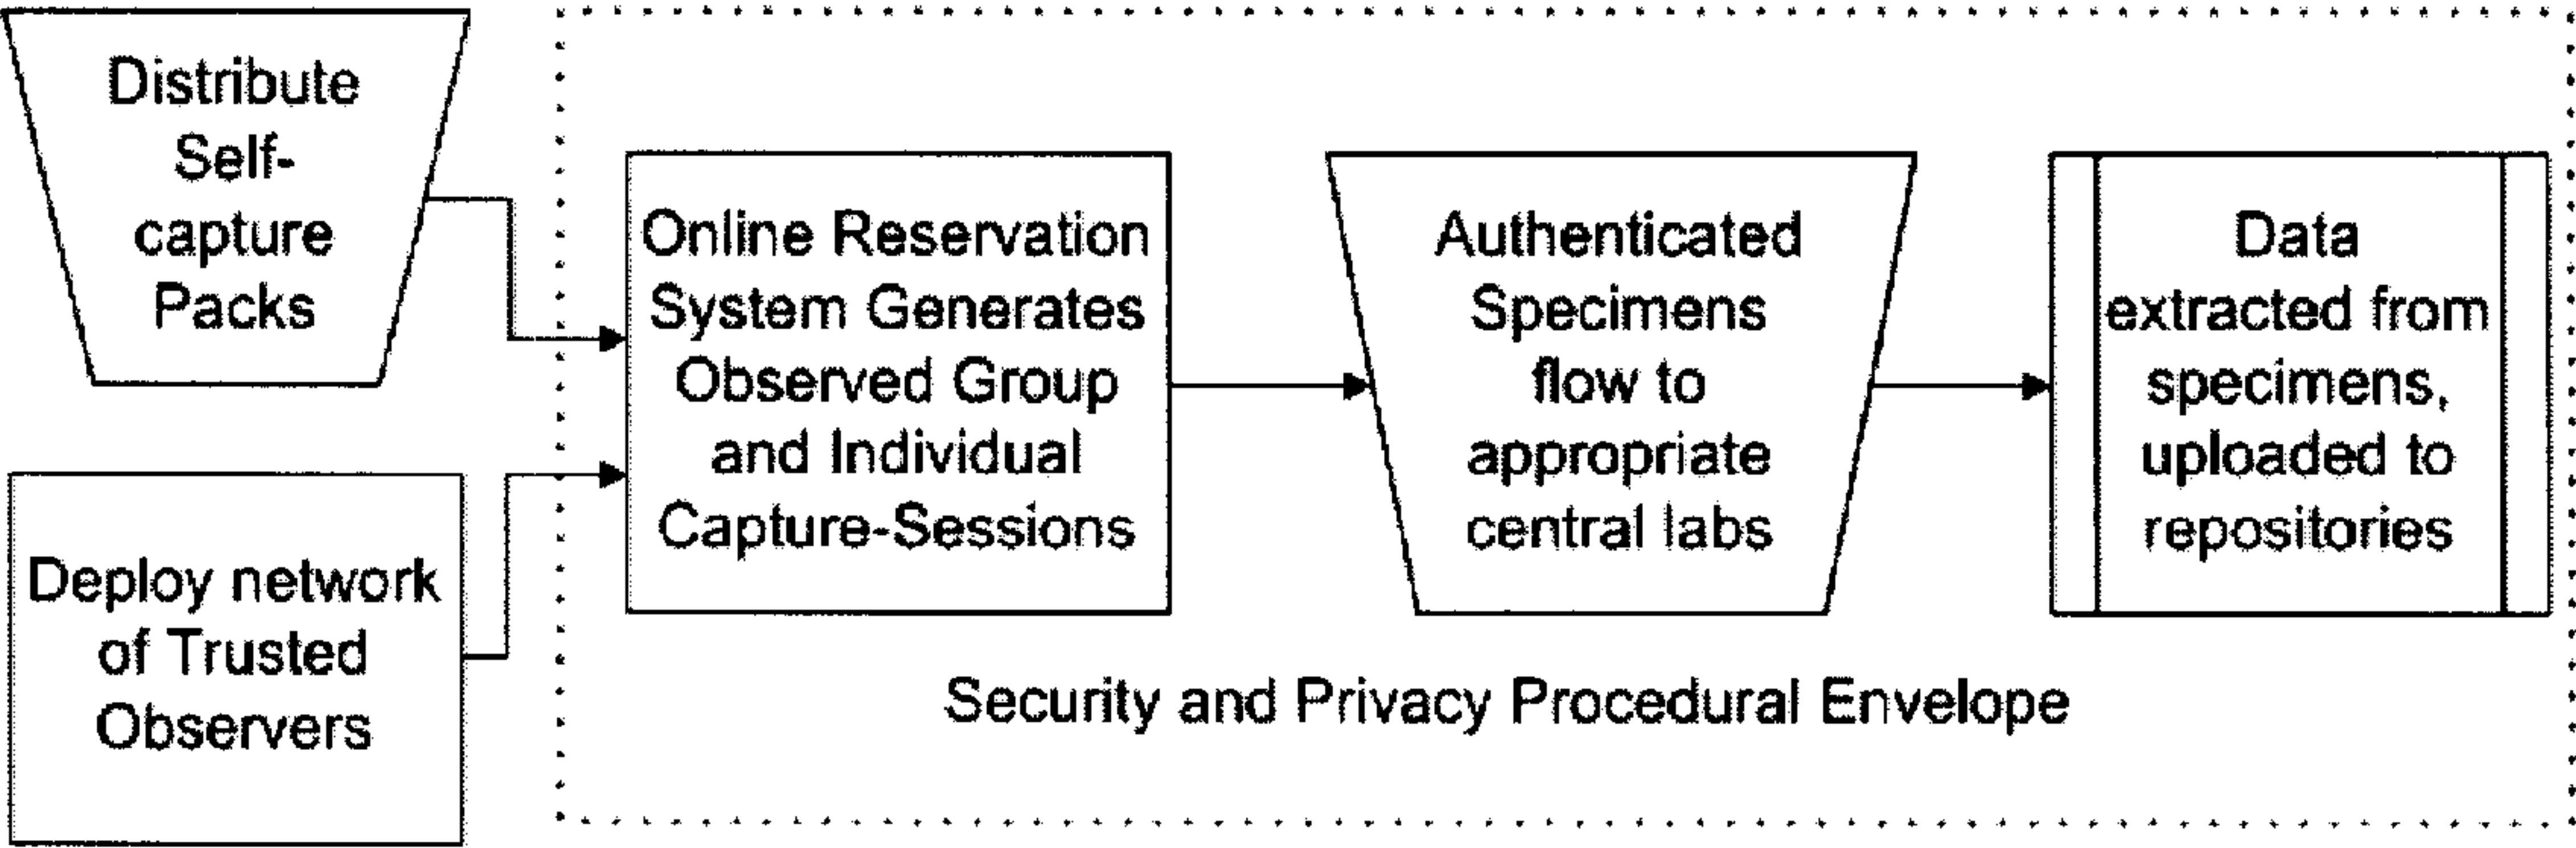 Distribute
Self-
capture
Packs
Deploy network
of Trusted
Observers
Online Reservation
System Generates
Observed Group
and Individual
Capture-Sessions
Authenticated
Specimens
flow to
appropriate
central labs
Data
extracted from
specimens,
uploaded to
repositories
Security and Privacy Procedural Envelope